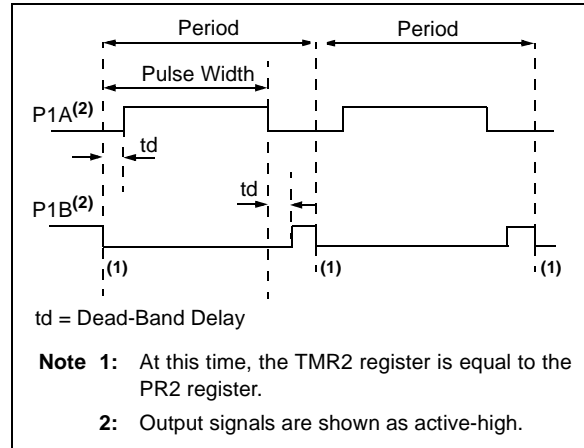 Period Period
Pulse Width
P1A(2)
td
td
P1B(2)
(1) (1) (1)
td = Dead-Band Delay
Note 1: At this time, the TMR2 register is equal to the
PR2 register.
2: Output signals are shown as active-high.